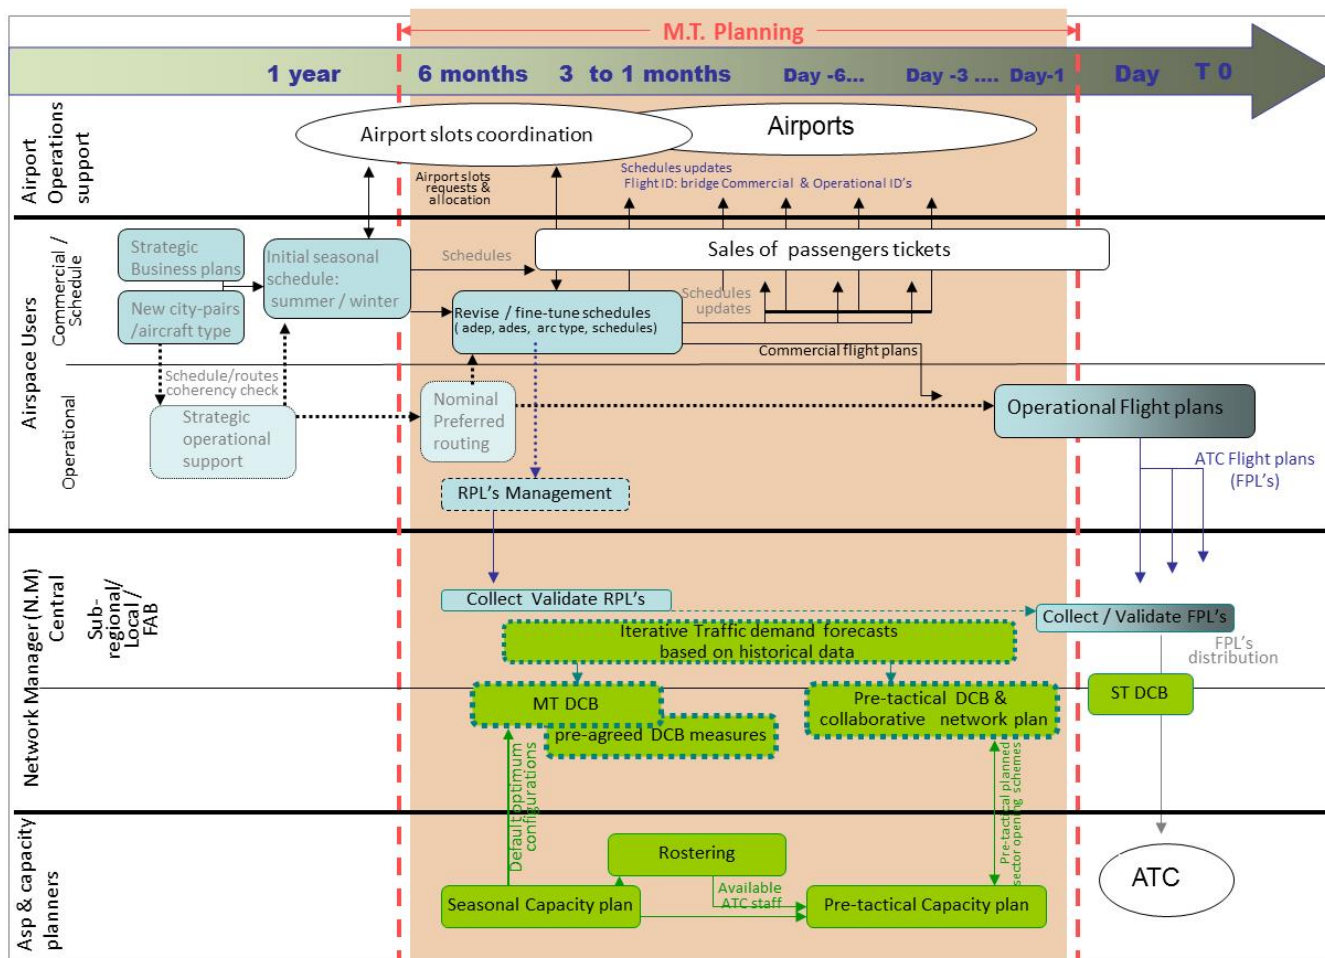 M.T. Planning
1 year
6 months
3 to 1 months
Day -6...
Day -3 ....
Day-1
Day
T 0
Airport
Operations
support
Airport slots coordination
Airports
Airport slots
requests &
allocation
Schedules updates
Flight ID: bridge Commercial & Operational ID's
Airspace Users
Commercial /
Schedule
Strategic
Business plans
New city-pairs
/aircraft type
Initial seasonal
schedule:
summer / winter
Schedules
Sales of passengers tickets
Revise / fine-tune schedules
( adep, ades, arc type, schedules)
Schedules
updates
Commercial flight plans
Operational
Schedule/routes
coherency check
Strategic
operational
support
Nominal
Preferred
routing
Operational Flight plans
RPL's Management
ATC Flight plans
(FPL's)
Network Manager (N.M)
Central
Sub-
regional/
Local /
FAB
Collect Validate RPL's
Collect / Validate FPL's
Iterative Traffic demand forecasts
based on historical data
FPL's
distribution
MT DCB
pre-agreed DCB measures
Pre-tactical DCB &
collaborative network plan
ST DCB
Default optimum
configurations
Pre-tactical planned
sector opening schemes
Asp & capacity
planners
Rostering
Seasonal Capacity plan
Available
ATC staff
Pre-tactical Capacity plan
ATC